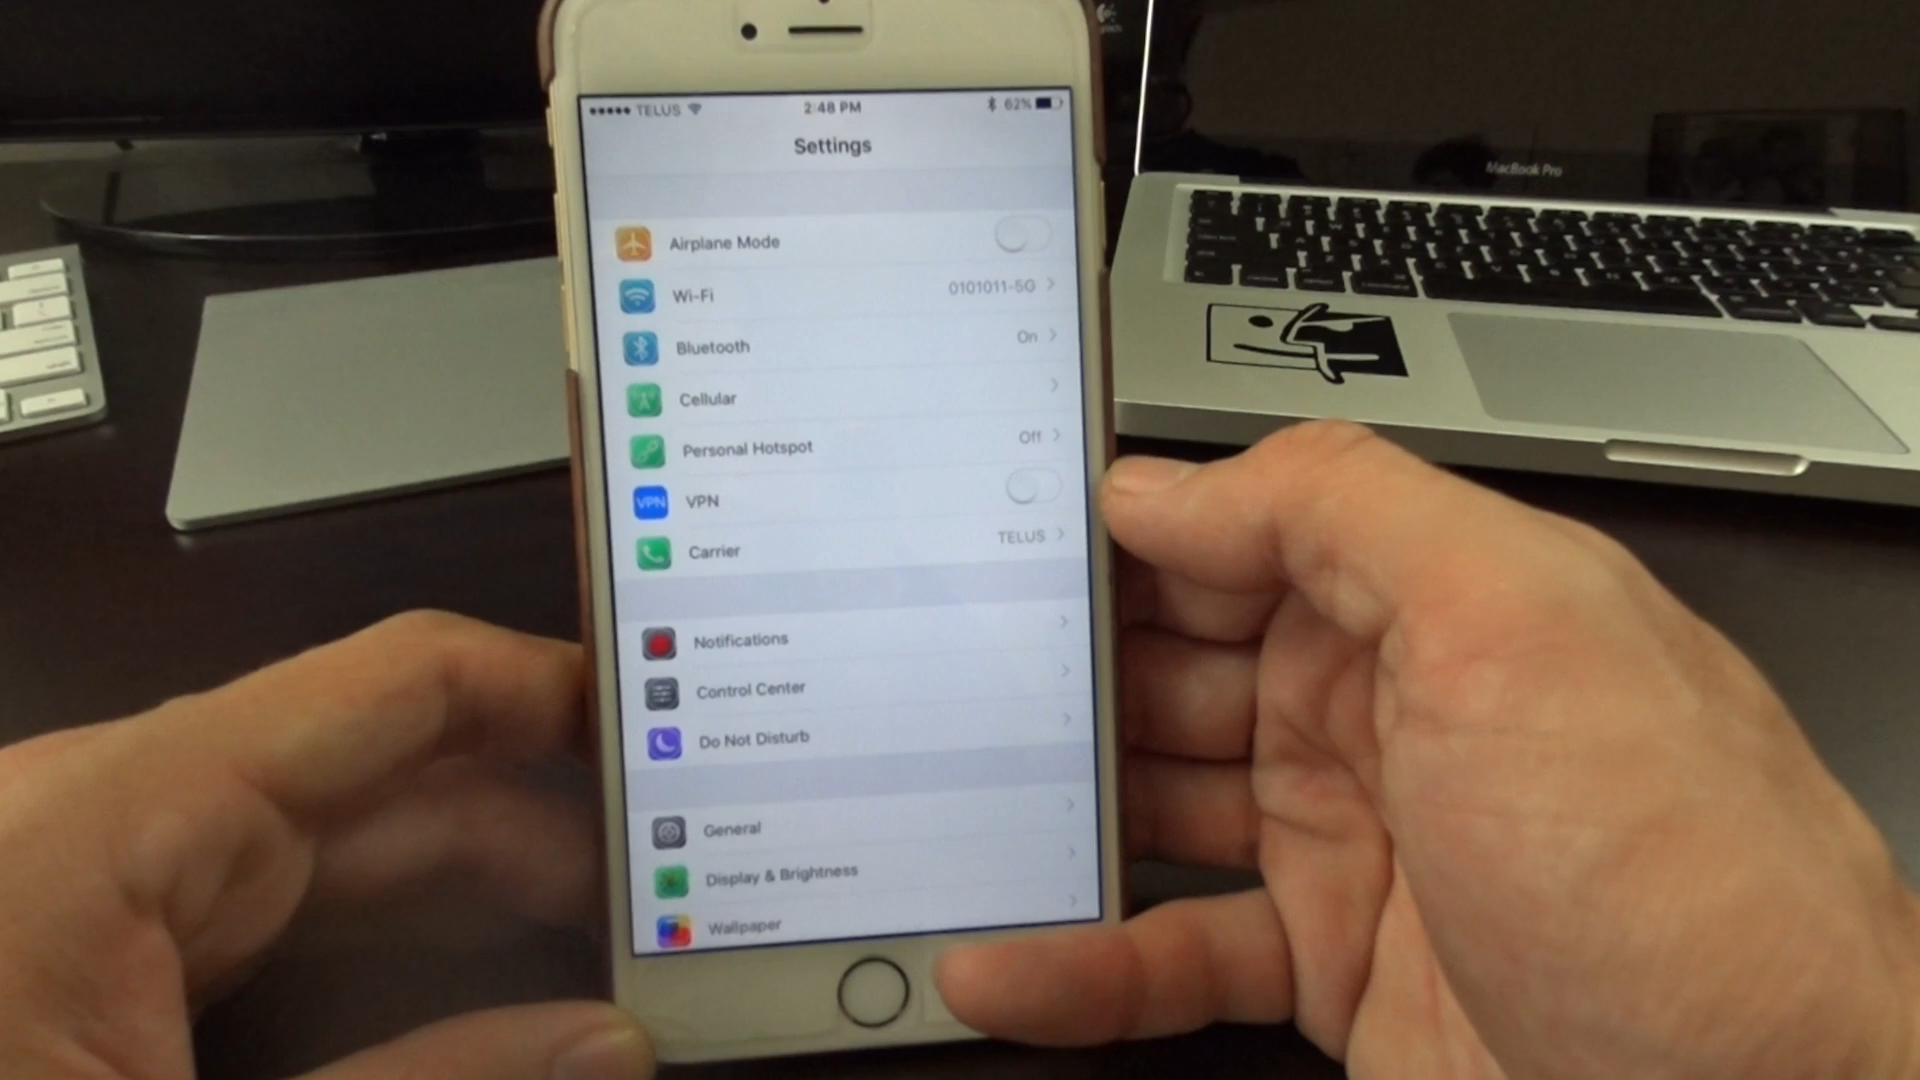 TELUS 2:48 PM 62%
Settings
Airplane Mode
Wi-Fi 0101011-5G
Bluetooth On
Cellular
Personal Hotspot Off
VPN VPN
Carrier TELUS
Notifications
Control Center
Do Not Disturb
General
Display & Brightness
Wallpaper
MacBook Pro